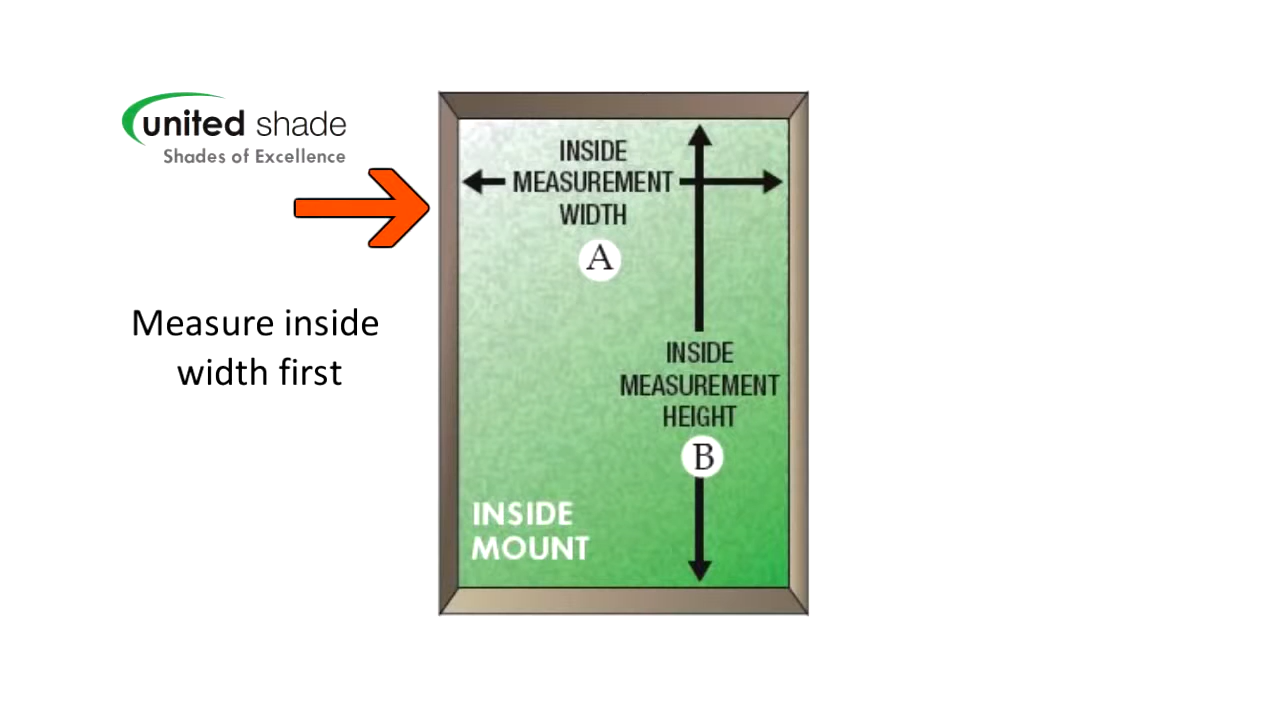 united shade
Shades of Excellence
Measure inside
width first
INSIDE
MEASUREMENT
WIDTH
A
INSIDE
MEASUREMENT
HEIGHT
B
INSIDE
MOUNT